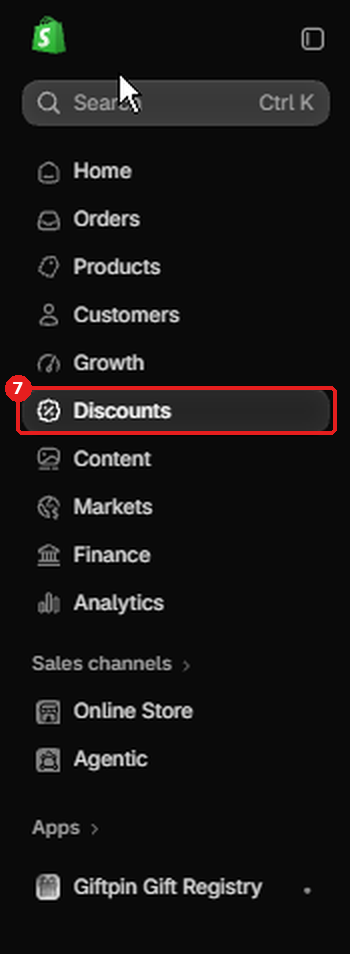 Search Ctrl K
Home
Orders
Products
Customers
Growth
7
Discounts
Content
Markets
Finance
Analytics
Sales channels
Online Store
Agentic
Apps
Giftpin Gift Registry